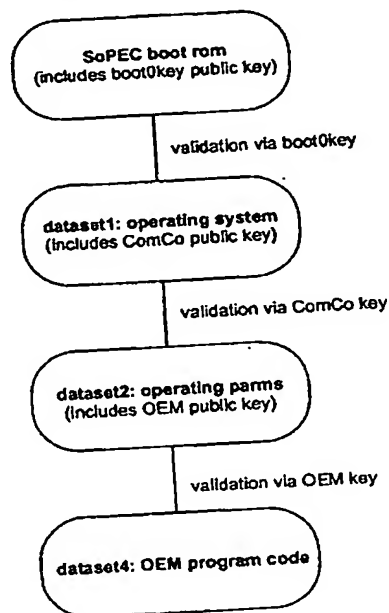 SoPEC boot rom
(includes boot0key public key)
validation via boot0key
dataset1: operating system
(includes ComCo public key)
validation via ComCo key
dataset2: operating parms
(includes OEM public key)
validation via OEM key
dataset4: OEM program code